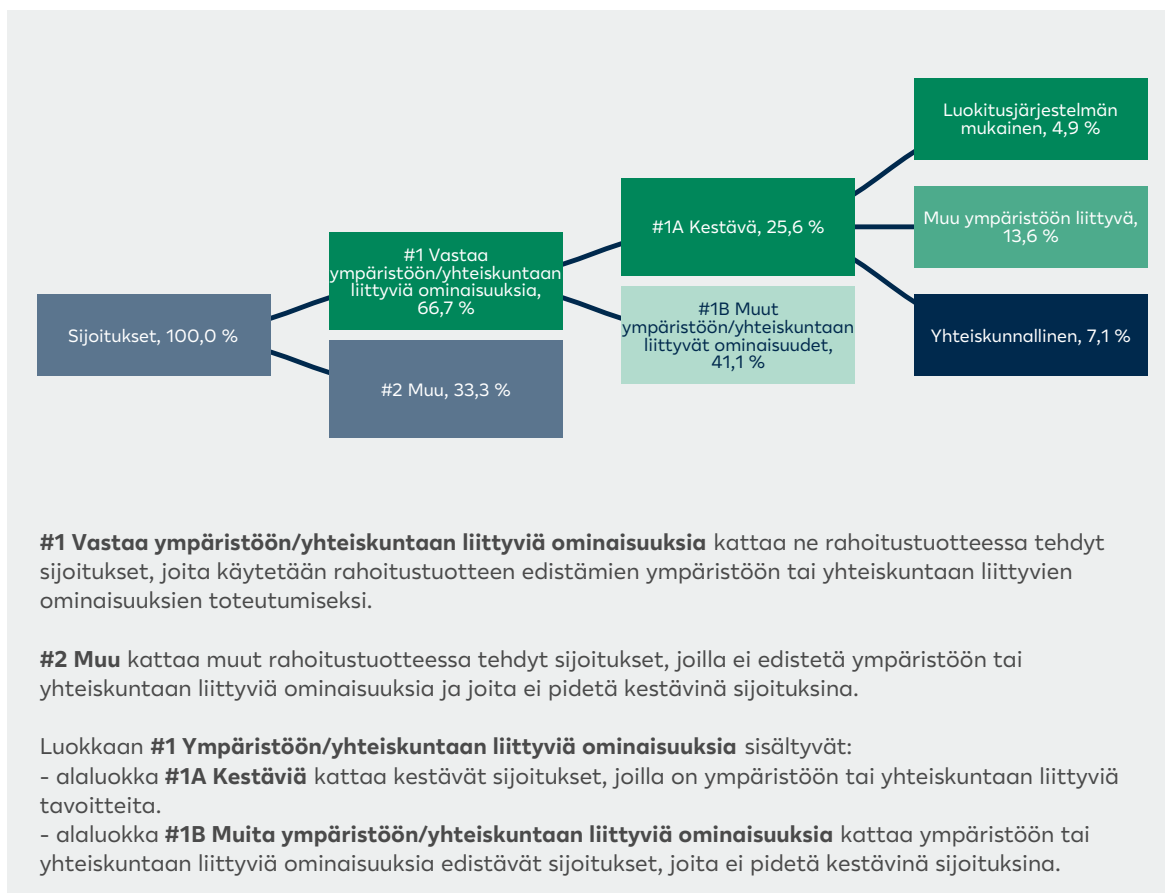 Sijoitukset, 100,0 %
#1 Vastaa
ympäristöön/yhteiskuntaan
liittyviä ominaisuuksia,
66,7 %
#2 Muu, 33,3 %
#1A Kestävä, 25,6 %
#1B Muut
ympäristöön/yhteiskuntaan
liittyvät ominaisuudet,
41,1 %
Luokitusjärjestelmän
mukainen, 4,9 %
Muu ympäristöön liittyvä,
13,6 %
Yhteiskunnallinen, 7,1 %
#1 Vastaa ympäristöön/yhteiskuntaan liittyviä ominaisuuksia kattaa ne rahoitustuotteessa tehdyt
sijoitukset, joita käytetään rahoitustuotteen edistämien ympäristöön tai yhteiskuntaan liittyvien
ominaisuuksien toteutumiseksi.
#2 Muu kattaa muut rahoitustuotteessa tehdyt sijoitukset, joilla ei edistetä ympäristöön tai
yhteiskuntaan liittyviä ominaisuuksia ja joita ei pidetä kestävinä sijoituksina.
Luokkaan #1 Ympäristöön/yhteiskuntaan liittyviä ominaisuuksia sisältyvät:
- alaluokka #1A Kestäviä kattaa kestävät sijoitukset, joilla on ympäristöön tai yhteiskuntaan liittyviä
tavoitteita.
- alaluokka #1B Muita ympäristöön/yhteiskuntaan liittyviä ominaisuuksia kattaa ympäristöön tai
yhteiskuntaan liittyviä ominaisuuksia edistävät sijoitukset, joita ei pidetä kestävinä sijoituksina.